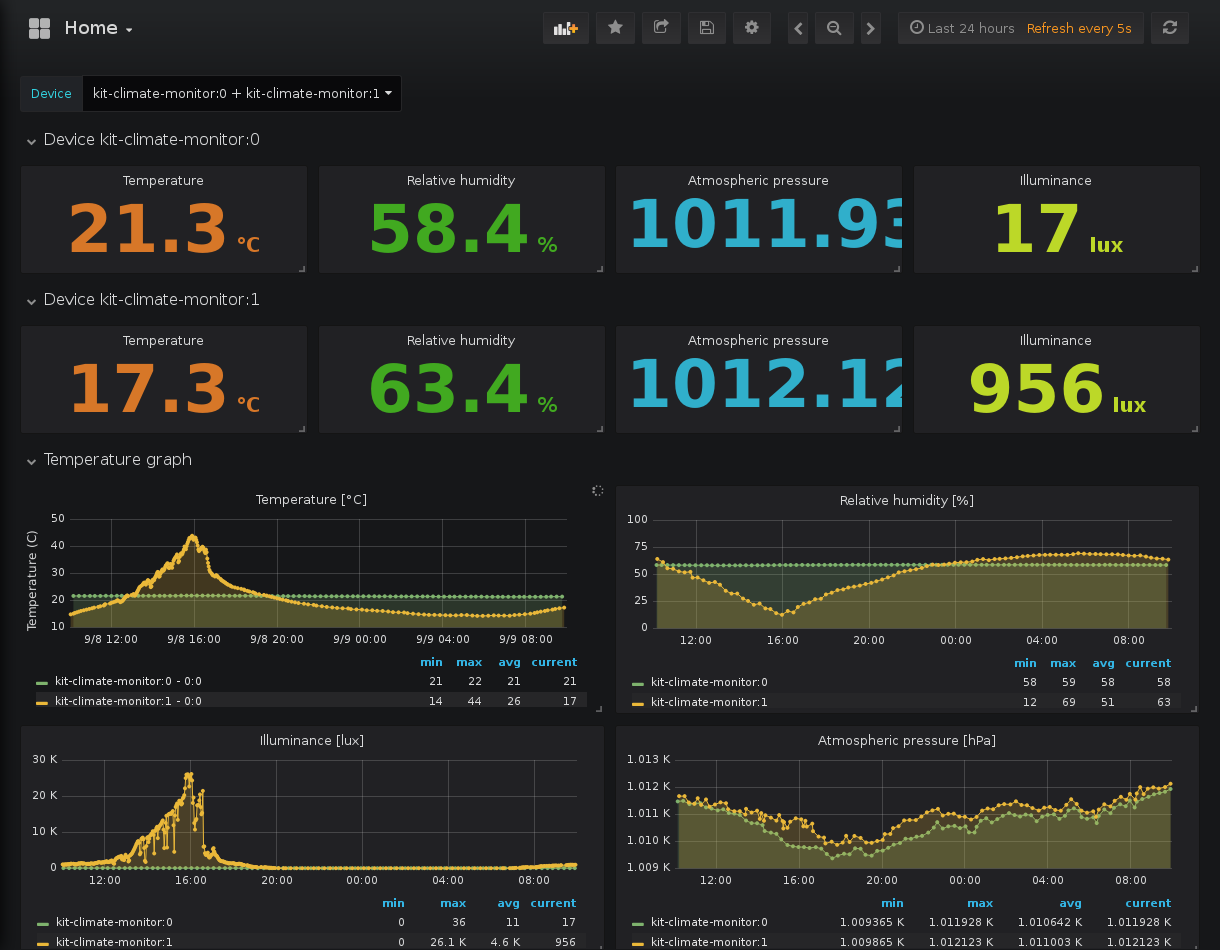 Home
Last 24 hours Refresh every 5s
Device kit-climate-monitor:0 + kit-climate-monitor:1
Device kit-climate-monitor:0
Temperature Relative humidity Atmospheric pressure Illuminance
21.3 °C 58.4 % 1011.93 17 lux
Device kit-climate-monitor:1
Temperature Relative humidity Atmospheric pressure Illuminance
17.3 °C 63.4 % 1012.12 956 lux
Temperature graph
Temperature [°C]
Temperature (C)
50
40
30
20
10
9/8 12:00 9/8 16:00 9/8 20:00 9/9 00:00 9/9 04:00 9/9 08:00
min max avg current
kit-climate-monitor:0 - 0:0 21 22 21 21
kit-climate-monitor:1 - 0:0 14 44 26 17
Relative humidity [%]
100
75
50
25
0
12:00 16:00 20:00 00:00 04:00 08:00
min max avg current
kit-climate-monitor:0 58 59 58 58
kit-climate-monitor:1 12 69 51 63
Illuminance [lux]
30 K
20 K
10 K
0
12:00 16:00 20:00 00:00 04:00 08:00
min max avg current
kit-climate-monitor:0 0 36 11 17
kit-climate-monitor:1 0 26.1 K 4.6 K 956
Atmospheric pressure [hPa]
1.013 K
1.012 K
1.011 K
1.010 K
1.009 K
12:00 16:00 20:00 00:00 04:00 08:00
min max avg current
kit-climate-monitor:0 1.009365 K 1.011928 K 1.010642 K 1.011928 K
kit-climate-monitor:1 1.009865 K 1.012123 K 1.011003 K 1.012123 K